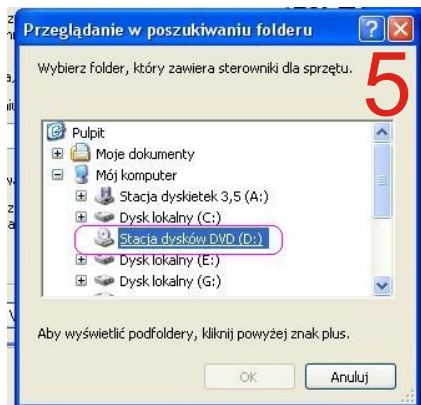 Przeglądanie w poszukiwaniu folderu
5
Wybierz folder, który zawiera sterowniki dla sprzętu.
Pulpit
Moje dokumenty
Mój komputer
Stacja dyskietek 3,5 (A:)
Dysk lokalny (C:)
Stacja dysków DVD (D:)
Dysk lokalny (E:)
Dysk lokalny (G:)
Aby wyświetlić podfoldery, kliknij powyżej znak plus.
OK Anuluj